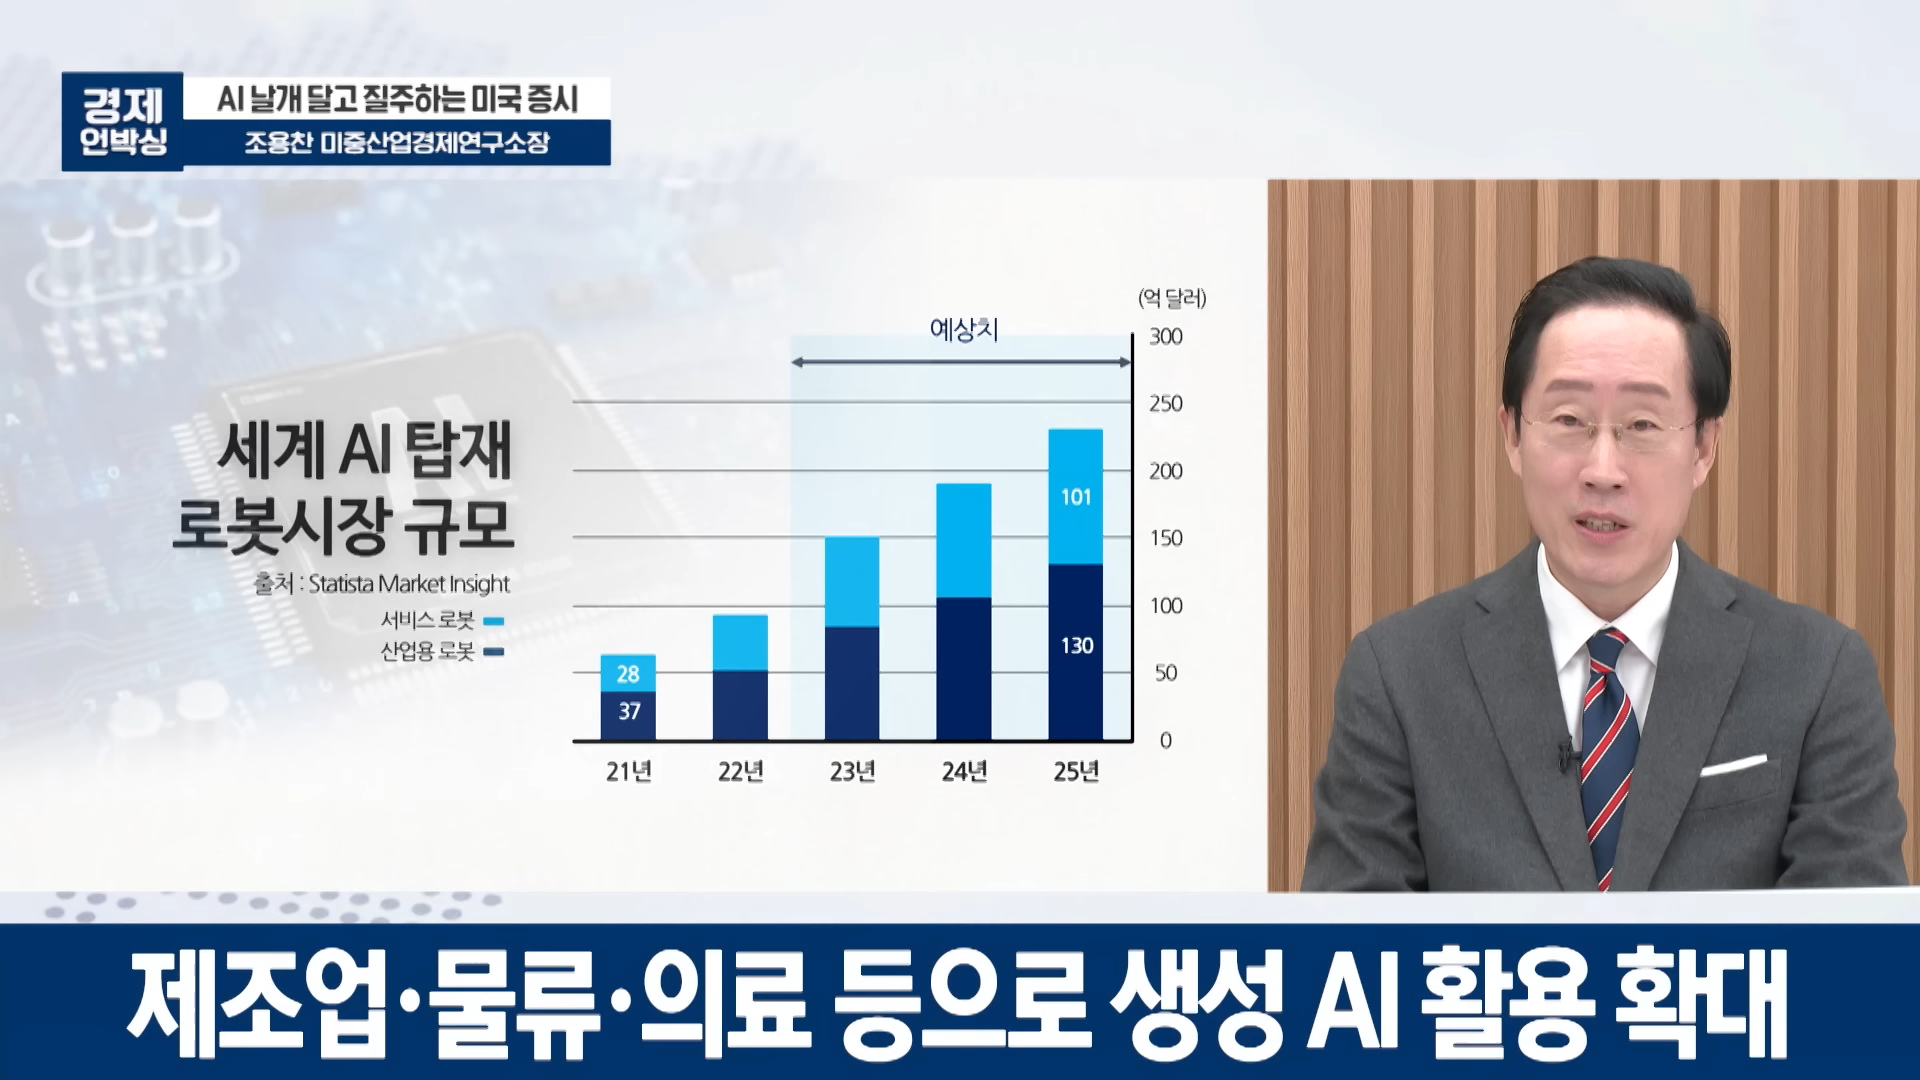 경제
언박싱
AI 날개 달고 질주하는 미국 증시
조용찬 미중산업경제연구소장
세계 AI 탑재
로봇시장 규모
출처 : Statista Market Insight
서비스 로봇
산업용 로봇
(억 달러)
예상치
300
250
200
150
100
50
0
28
37
101
130
21년
22년
23년
24년
25년
제조업·물류·의료 등으로 생성 AI 활용 확대